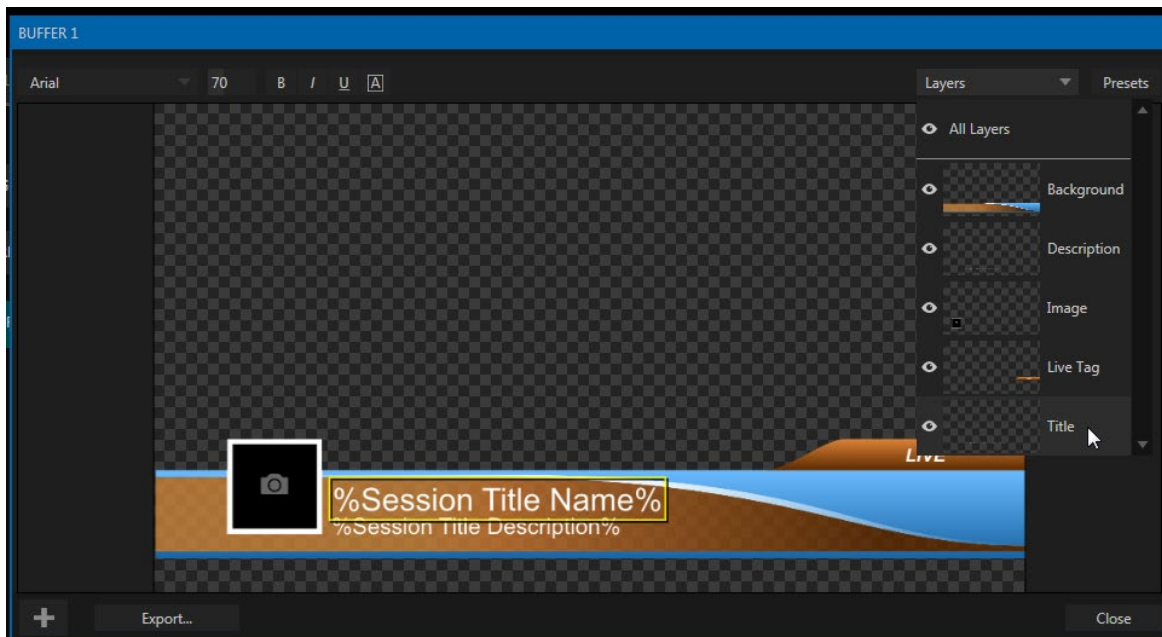 BUFFER 1
Arial 70 B I U A Layers Presets
All Layers
Background
Description
Image
Live Tag
Title
LIVE
%Session Title Name%
%Session Title Description%
Export... Close